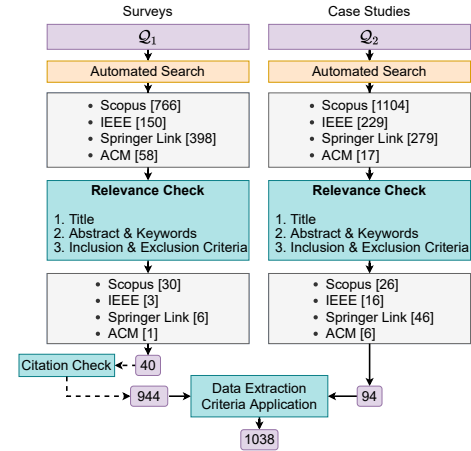 Surveys
Case Studies
𝒬1
𝒬2
Automated Search
Automated Search
• Scopus [766]
• IEEE [150]
• Springer Link [398]
• ACM [58]
• Scopus [1104]
• IEEE [229]
• Springer Link [279]
• ACM [17]
Relevance Check
1. Title
2. Abstract & Keywords
3. Inclusion & Exclusion Criteria
Relevance Check
1. Title
2. Abstract & Keywords
3. Inclusion & Exclusion Criteria
• Scopus [30]
• IEEE [3]
• Springer Link [6]
• ACM [1]
• Scopus [26]
• IEEE [16]
• Springer Link [46]
• ACM [6]
Citation Check
40
944
Data Extraction
Criteria Application
94
1038